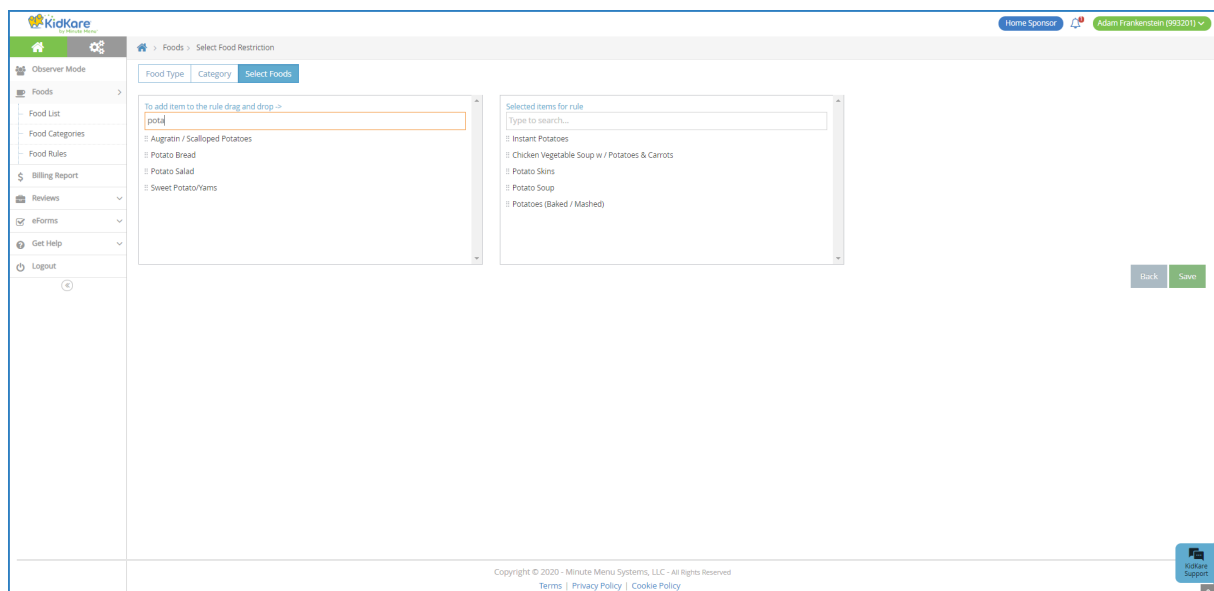 KidKare
by Minute Menu
Home Sponsor
Adam Frankenstein (993201)
Foods > Select Food Restriction
Observer Mode
Foods
Food List
Food Categories
Food Rules
Billing Report
Reviews
eForms
Get Help
Logout
Food Type Category Select Foods
To add item to the rule drag and drop ->
pota
Augratin / Scalloped Potatoes
Potato Bread
Potato Salad
Sweet Potato/Yams
Selected items for rule
Type to search...
Instant Potatoes
Chicken Vegetable Soup w / Potatoes & Carrots
Potato Skins
Potato Soup
Potatoes (Baked / Mashed)
Back Save
Copyright © 2020 - Minute Menu Systems, LLC - All Rights Reserved
Terms | Privacy Policy | Cookie Policy
KidKare
Support